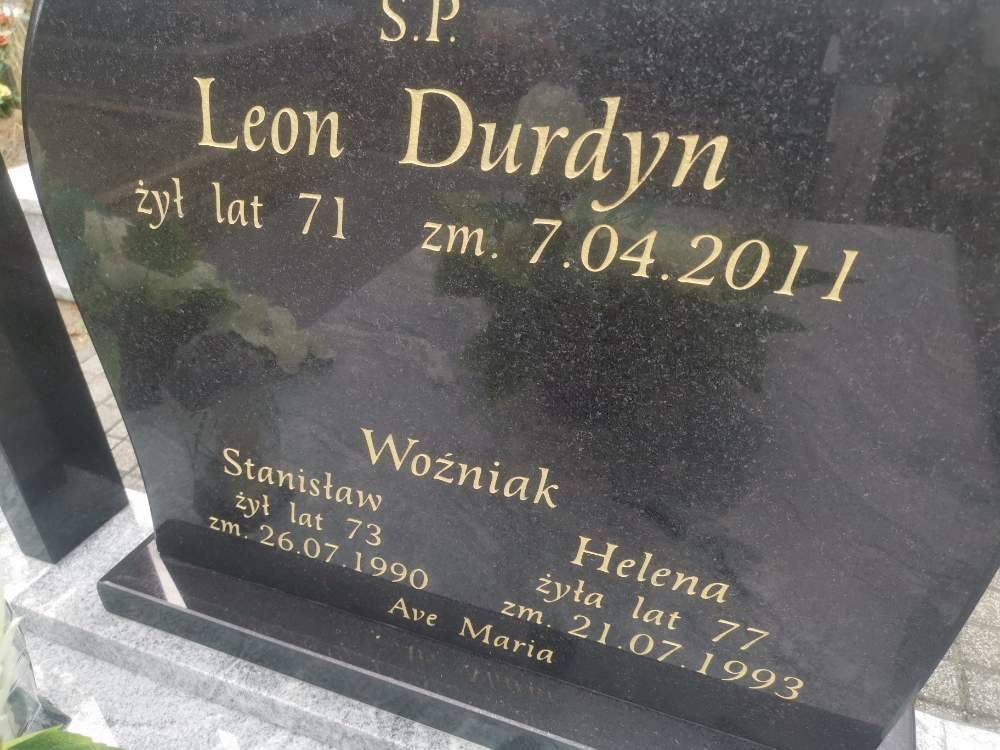 S.P.
Leon Durdyn
żył lat 71 zm. 7.04.2011
Woźniak
Stanisław
żył lat 73
zm. 26.07.1990
Helena
żyła lat 77
zm. 21.07.1993
Ave Maria